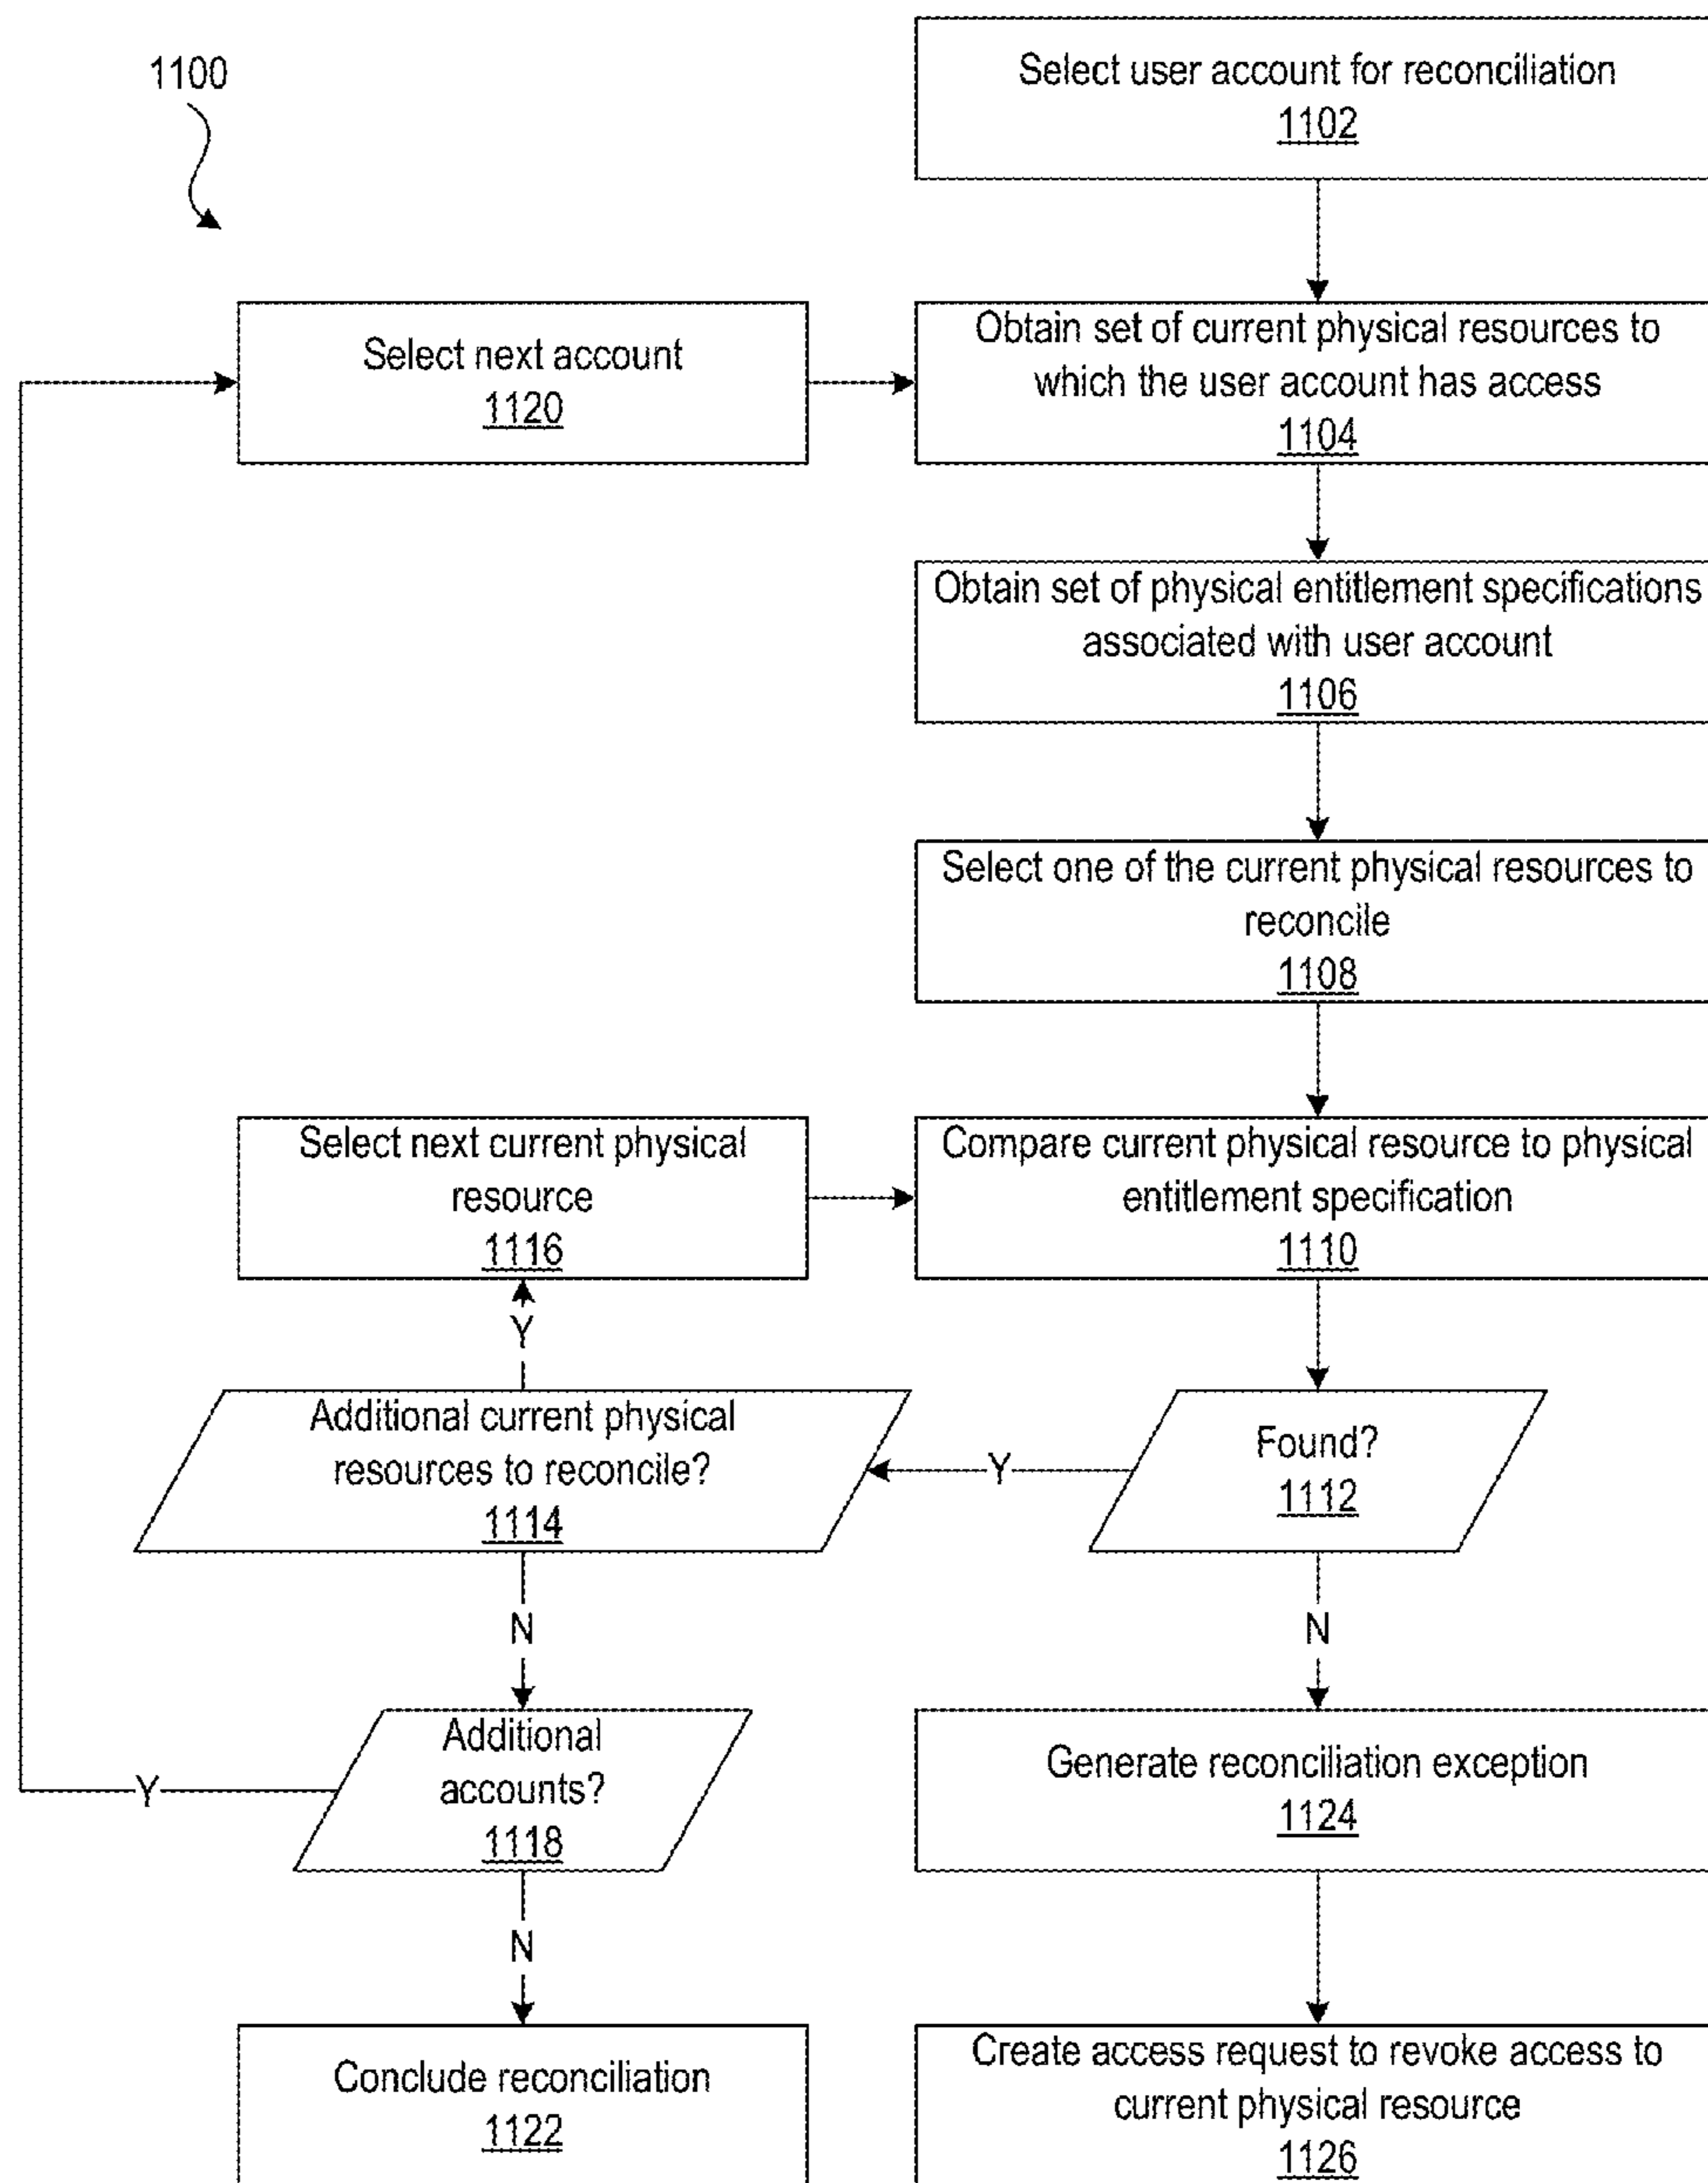 1100
Select user account for reconciliation
1102
Select next account
1120
Obtain set of current physical resources to
which the user account has access
1104
Obtain set of physical entitlement specifications
associated with user account
1106
Select one of the current physical resources to
reconcile
1108
Select next current physical
resource
1116
Compare current physical resource to physical
entitlement specification
1110
Y
Additional current physical
resources to reconcile?
1114
Y
Found?
1112
N
N
Additional
accounts?
1118
Y
Generate reconciliation exception
1124
N
Conclude reconciliation
1122
Create access request to revoke access to
current physical resource
1126